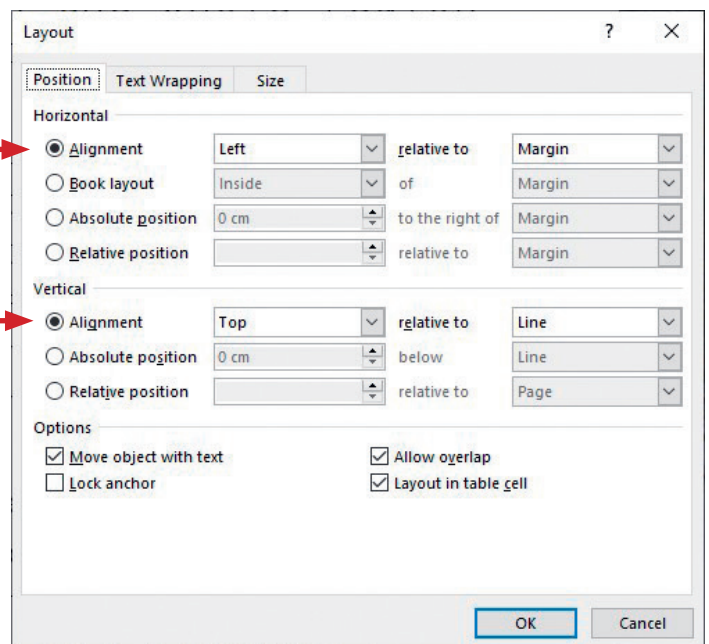 Layout ?
Position Text Wrapping Size
Horizontal
Alignment Left relative to Margin
Book layout Inside of Margin
Absolute position 0 cm to the right of Margin
Relative position relative to Margin
Vertical
Alignment Top relative to Line
Absolute position 0 cm below Line
Relative position relative to Page
Options
Move object with text Allow overlap
Lock anchor Layout in table cell
OK Cancel